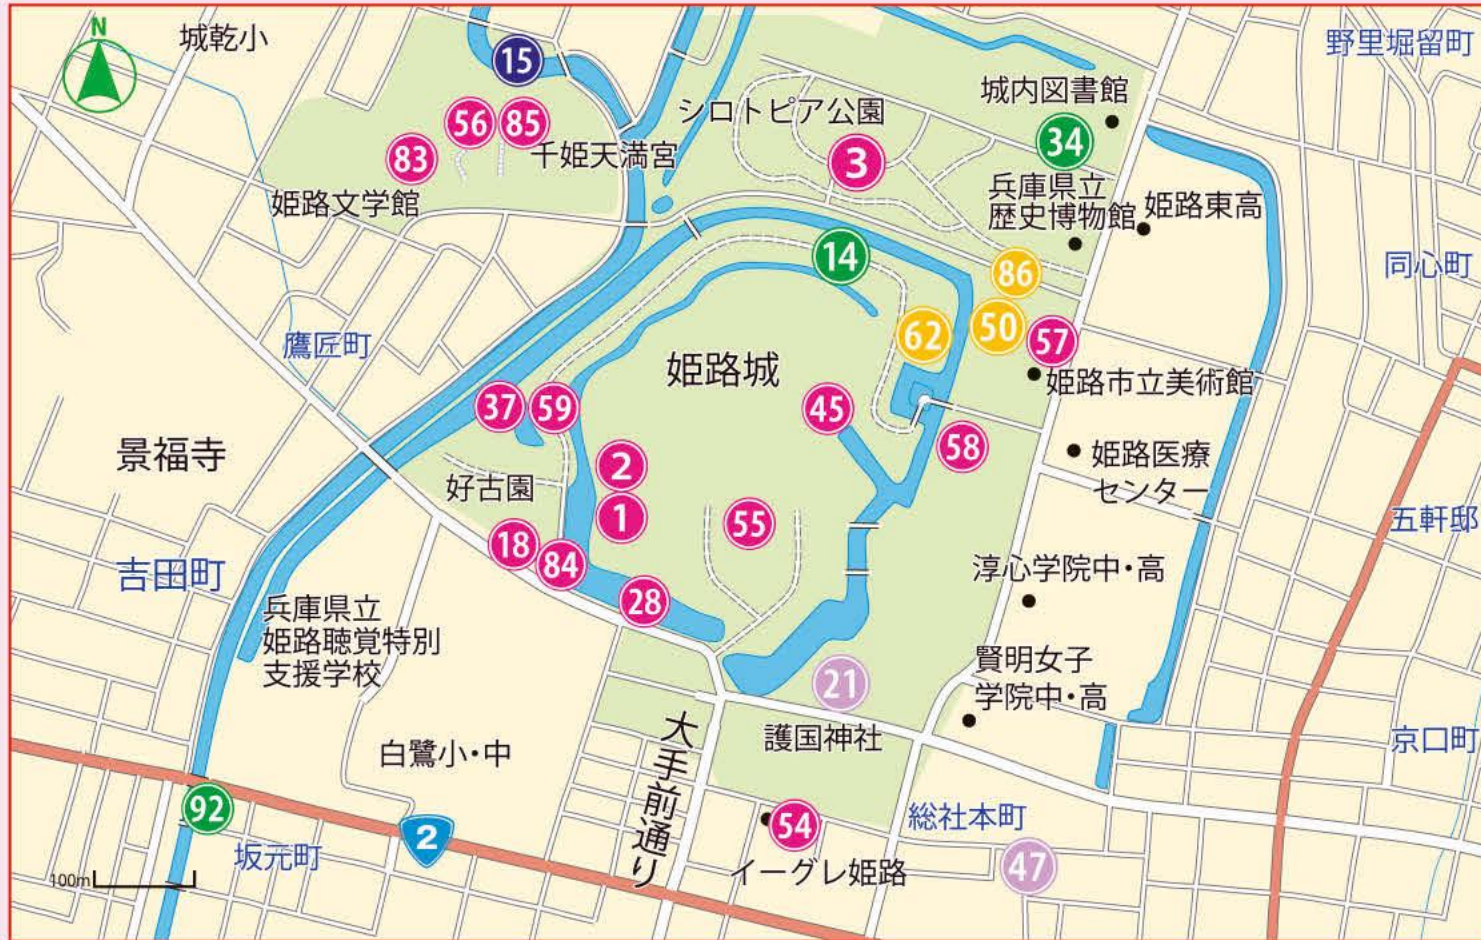 N
城乾小
15
野里堀留町
城内図書館
シロトピア公園
56
85
34
83
千姫天満宮
3
兵庫県立
歴史博物館
姫路東高
姫路文学館
14
86
同心町
62
50
57
鷹匠町
姫路城
姫路市立美術館
37
59
45
58
景福寺
2
姫路医療
センター
好古園
1
55
五軒邸
18
84
吉田町
淳心学院中・高
28
兵庫県立
姫路聴覚特別
支援学校
賢明女子
学院中・高
21
護国神社
大手前通り
白鷺小・中
京口町
92
2
54
総社本町
坂元町
イーグレ姫路
47
100m